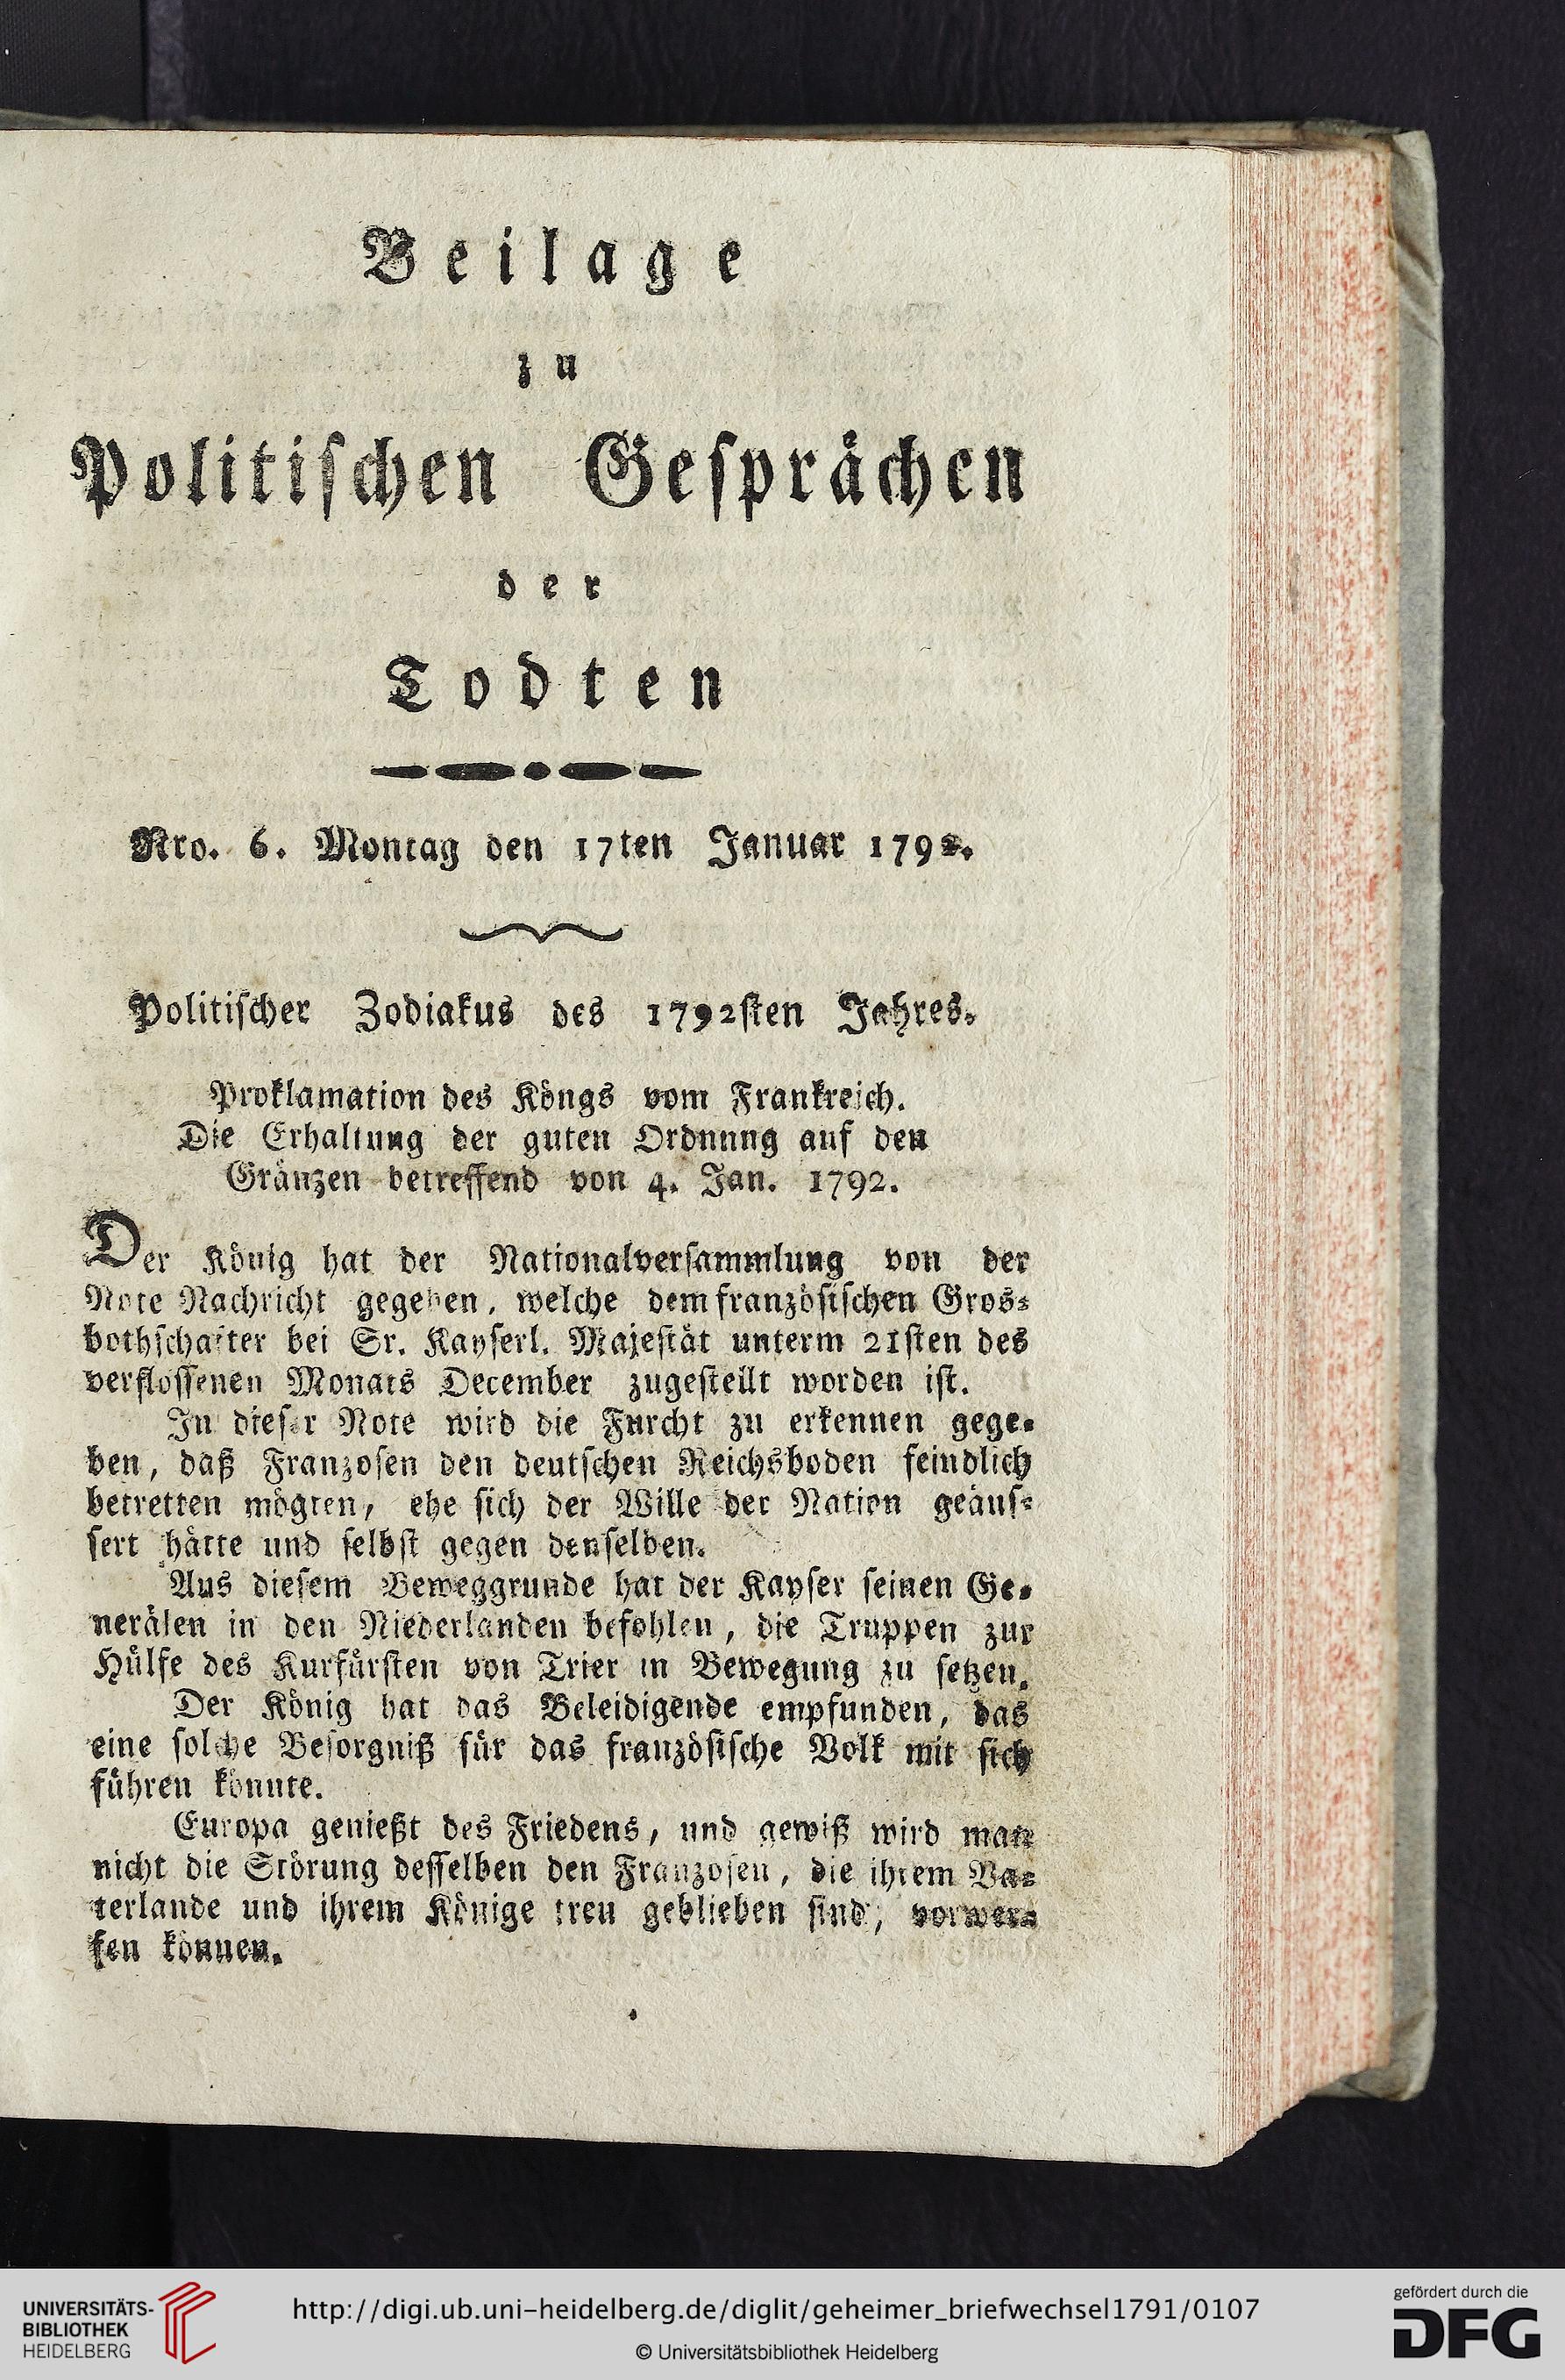 Beilage
zu
Politischen Gesprächen
der
Todten
Nro. 6. Montag den 17ten Januar 1792.
Politischer Zodiakus des 1792sten Jahres.
Proklamation des Köngs vom Frankreich.
Die Erhaltung der guten Ordnung auf den
Gränzen betreffend von 4. Jan. 1792.
Der König hat der Nationalversammlung von der
Note Nachricht gegeben, welche dem französischen Gros-
bothschafter bei Sr. Kayserl. Majestät unterm 21sten des
verflossenen Monats December zugestellt worden ist.
In dieser Note wird die Furcht zu erkennen gege-
ben, daß Franzosen den deutschen Reichsboden feindlich
betretten mögten, ehe sich der Wille der Nation geäus-
sert hätte und selbst gegen denselben.
Aus diesem Beweggrunde hat der Kayser seinen Ge-
nerälen in den Niederlanden befohlen, die Truppen zur
Hülfe des Kurfürsten von Trier in Bewegung zu setzen.
Der König hat das Beleidigende empfunden, das
eine solche Besorgniß für das französische Volk mit sich
führen könnte.
Europa genießt des Friedens, und gewiß wird man
nicht die Störung desselben den Franzosen, die ihrem Va-
terlande und ihrem Könige treu geblieben sind, vorwer-
fen können.
UNIVERSITÄTS-
BIBLIOTHEK
HEIDELBERG
http://digi.ub.uni-heidelberg.de/diglit/geheimer_briefwechsel1791/0107
© Universitätsbibliothek Heidelberg
gefördert durch die
DFG